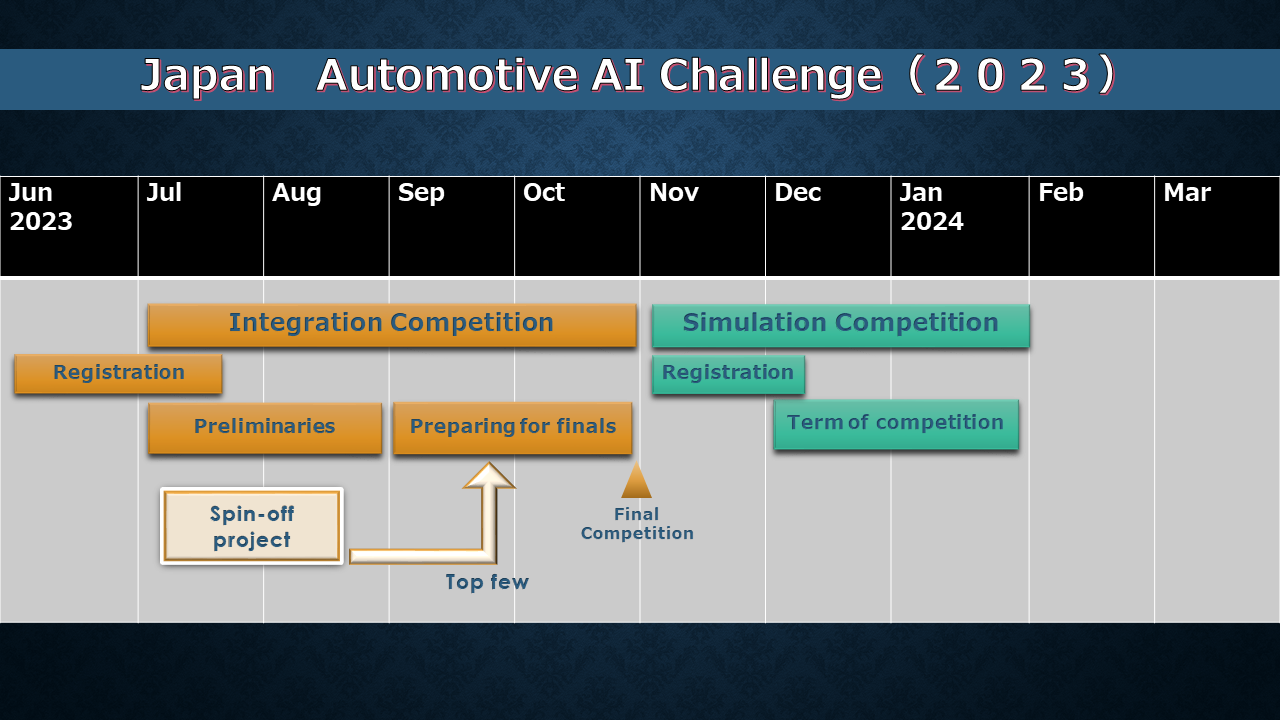 Japan　Automotive AI Challenge（２０２３）
Jun
2023
Jul
Aug
Sep
Oct
Nov
Dec
Jan
2024
Feb
Mar
Integration Competition
Simulation Competition
Registration
Registration
Preliminaries
Preparing for finals
Term of competition
Spin-off
project
Final
Competition
Top few